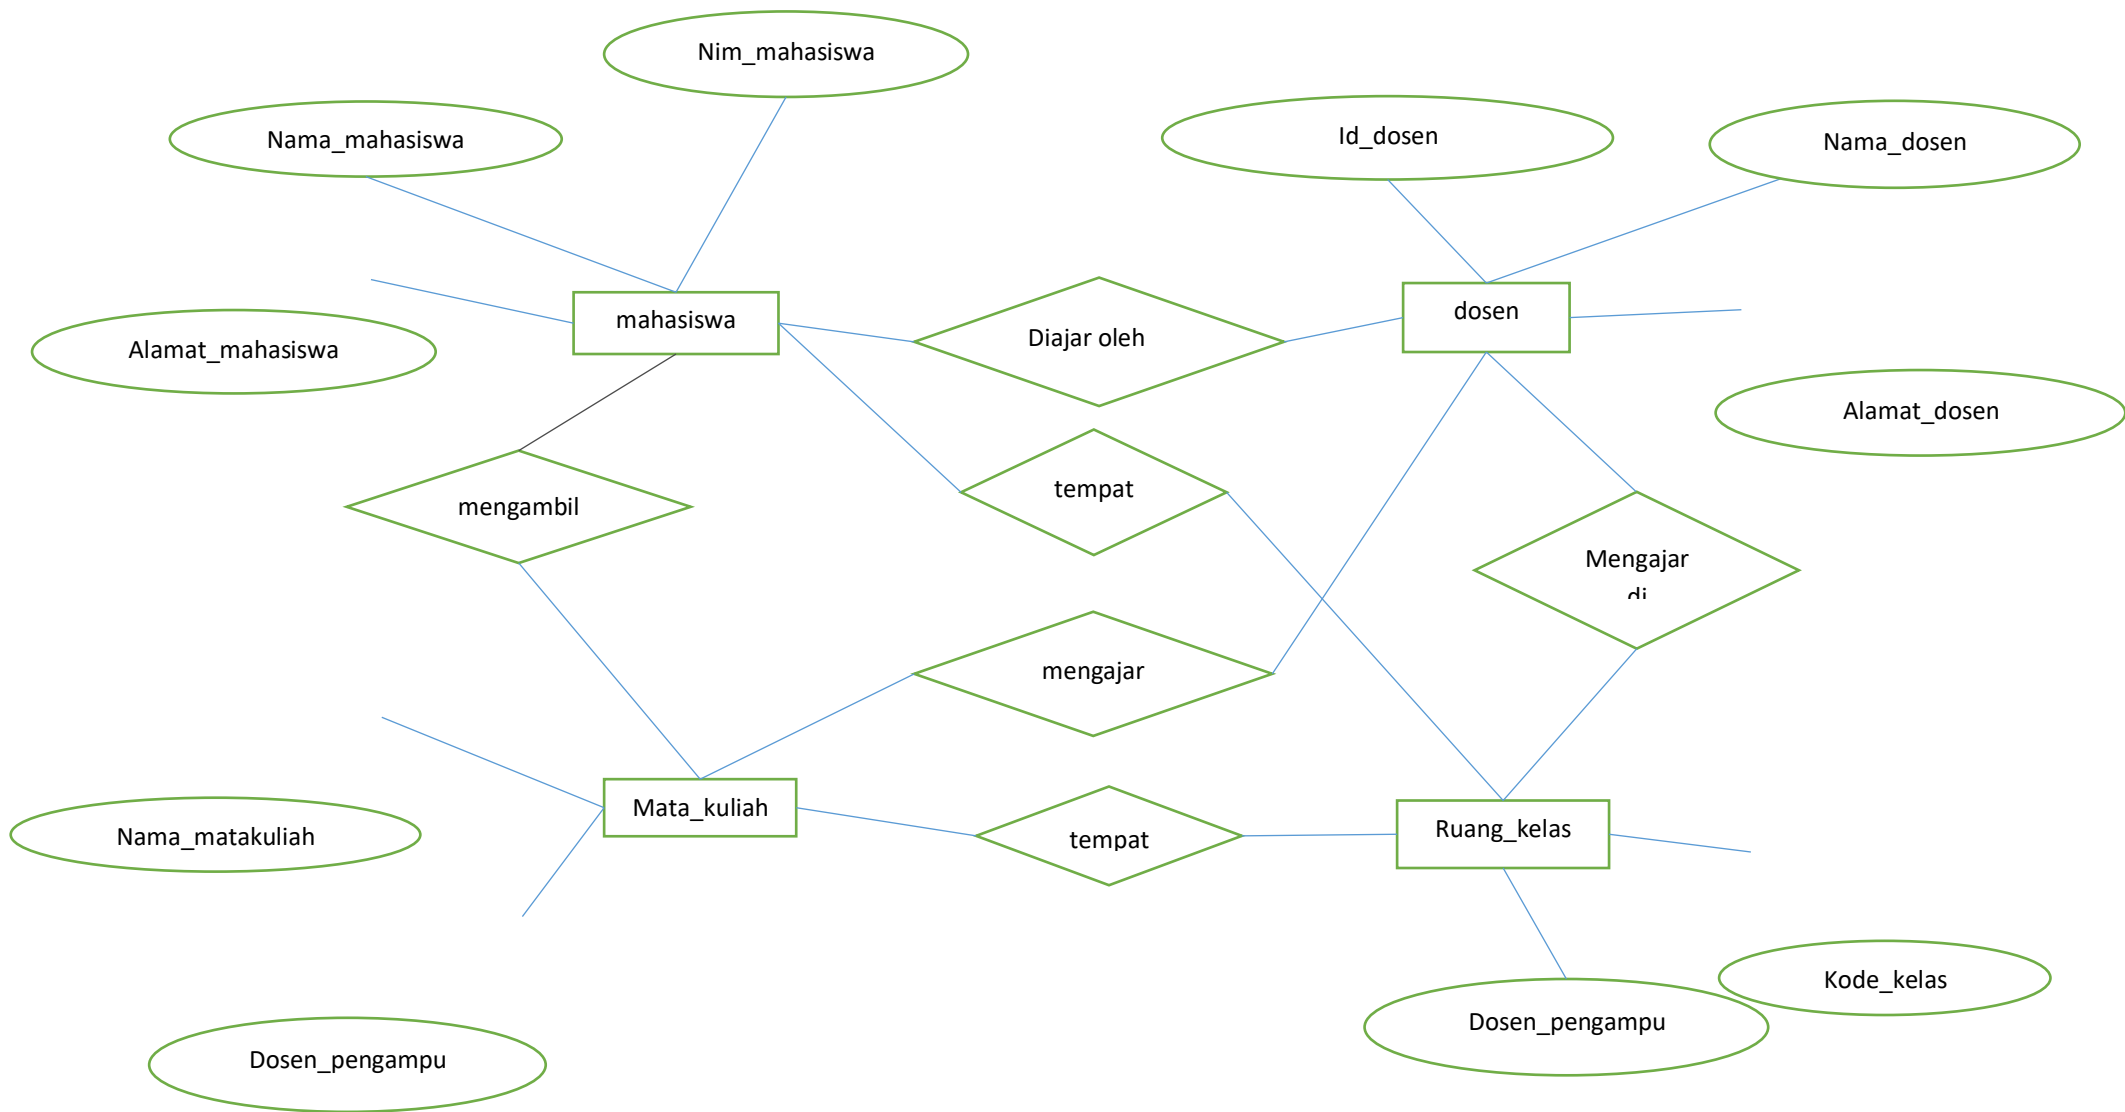 Nim_mahasiswa
Nama_mahasiswa
Id_dosen
Nama_dosen
mahasiswa
dosen
Diajar oleh
Alamat_mahasiswa
Alamat_dosen
tempat
mengambil
Mengajar
di
mengajar
Mata_kuliah
Ruang_kelas
Nama_matakuliah
tempat
Kode_kelas
Dosen_pengampu
Dosen_pengampu